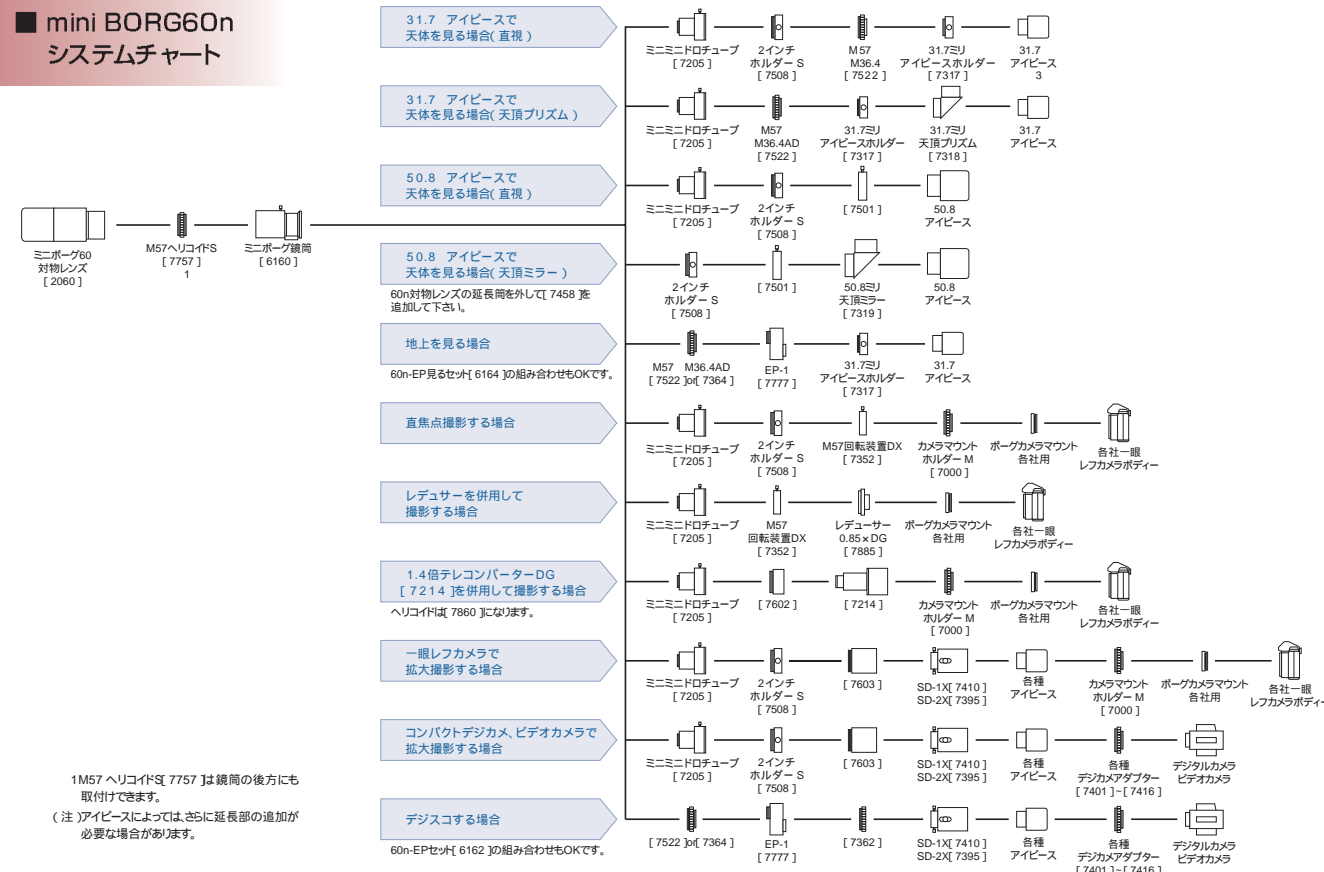 ■ mini BORG60n
システムチャート
ミニボーグ60
対物レンズ
[ 2060 ]
M57ヘリコイドS
[ 7757 ]
1
ミニボーグ鏡筒
[ 6160 ]
31.7 アイピースで
天体を見る場合( 直視 )
ミニミニドロチューブ
[ 7205 ]
2インチ
ホルダー S
[ 7508 ]
M 57
M36.4
[ 7522 ]
31.7ミリ
アイピースホルダー
[ 7317 ]
31.7
アイピース
3
31.7 アイピースで
天体を見る場合( 天頂プリズム )
ミニミニドロチューブ
[ 7205 ]
M57
M36.4AD
[ 7522 ]
31.7ミリ
アイピースホルダー
[ 7317 ]
31.7ミリ
天頂プリズム
[ 7318 ]
31.7
アイピース
50.8 アイピースで
天体を見る場合( 直視 )
ミニミニドロチューブ
[ 7205 ]
2インチ
ホルダー S
[ 7508 ]
[ 7501 ]
50.8
アイピース
50.8 アイピースで
天体を見る場合( 天頂ミラー )
60n対物レンズの延長筒を外して[ 7458 ]を
追加して下さい。
2インチ
ホルダー S
[ 7508 ]
[ 7501 ]
50.8ミリ
天頂ミラー
[ 7319 ]
50.8
アイピース
地上を見る場合
60n-EP見るセット[ 6164 ]の組み合わせもOKです。
M57 M36.4AD
[ 7522 ]or[ 7364 ]
EP-1
[ 7777 ]
31.7ミリ
アイピースホルダー
[ 7317 ]
31.7
アイピース
直焦点撮影する場合
ミニミニドロチューブ
[ 7205 ]
2インチ
ホルダー S
[ 7508 ]
M57回転装置DX
[ 7352 ]
カメラマウント
ホルダー M
[ 7000 ]
ボーグカメラマウント
各社用
各社一眼
レフカメラボディー
レデュサーを併用して
撮影する場合
ミニミニドロチューブ
[ 7205 ]
M57
回転装置DX
[ 7352 ]
レデューサー
0.85×DG
[ 7885 ]
ボーグカメラマウント
各社用
各社一眼
レフカメラボディー
1.4倍テレコンバーターDG
[ 7214 ]を併用して撮影する場合
ヘリコイドは[ 7860 ]になります。
ミニミニドロチューブ
[ 7205 ]
[ 7602 ]
[ 7214 ]
カメラマウント
ホルダー M
[ 7000 ]
ボーグカメラマウント
各社用
各社一眼
レフカメラボディー
一眼レフカメラで
拡大撮影する場合
ミニミニドロチューブ
[ 7205 ]
2インチ
ホルダー S
[ 7508 ]
[ 7603 ]
SD-1X[ 7410 ]
SD-2X[ 7395 ]
各種
アイピース
カメラマウント
ホルダー M
[ 7000 ]
ボーグカメラマウント
各社用
各社一眼
レフカメラボディー
コンパクトデジカメ、ビデオカメラで
拡大撮影する場合
ミニミニドロチューブ
[ 7205 ]
2インチ
ホルダー S
[ 7508 ]
[ 7603 ]
SD-1X[ 7410 ]
SD-2X[ 7395 ]
各種
アイピース
各種
デジカメアダプター
[ 7401 ]~[ 7416 ]
デジタルカメラ
ビデオカメラ
デジスコする場合
60n-EPセット[ 6162 ]の組み合わせもOKです。
[ 7522 ]or[ 7364 ]
EP-1
[ 7777 ]
[ 7362 ]
SD-1X[ 7410 ]
SD-2X[ 7395 ]
各種
アイピース
各種
デジカメアダプター
[ 7401 ]~[ 7416 ]
デジタルカメラ
ビデオカメラ
1M57 ヘリコイドS[ 7757 ]は鏡筒の後方にも
取付けできます。
( 注 )アイピースによっては、さらに延長部の追加が
必要な場合があります。